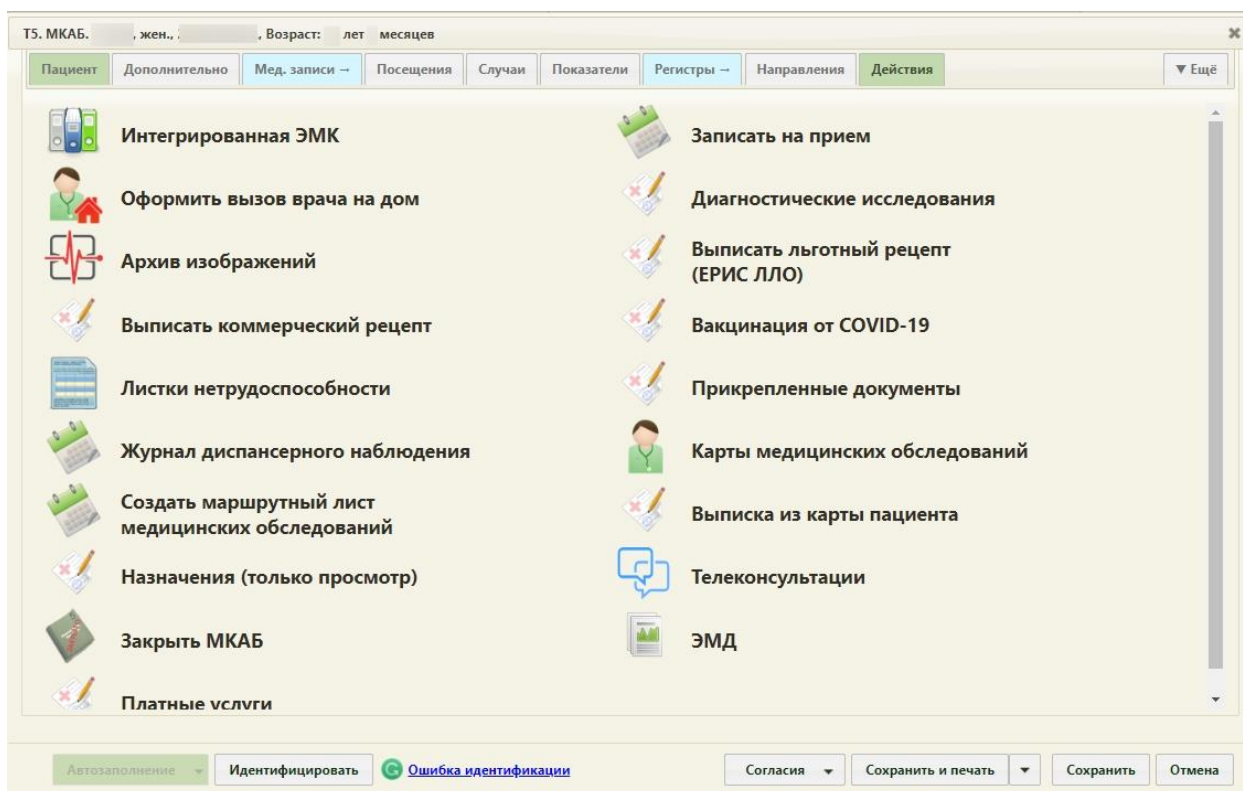 Т5. МКАБ. , жен., , Возраст: лет месяцев
Пациент Дополнительно Мед. записи → Посещения Случаи Показатели Регистры → Направления Действия ▼ Ещё
Интегрированная ЭМК
Записать на прием
Оформить вызов врача на дом
Диагностические исследования
Архив изображений
Выписать льготный рецепт
(ЕРИС ЛЛО)
Выписать коммерческий рецепт
Вакцинация от COVID-19
Листки нетрудоспособности
Прикрепленные документы
Журнал диспансерного наблюдения
Карты медицинских обследований
Создать маршрутный лист
медицинских обследований
Выписка из карты пациента
Назначения (только просмотр)
Телеконсультации
Закрыть МКАБ
ЭМД
Платные услуги
Автозаполнение Идентифицировать Ошибка идентификации Согласия Сохранить и печать Сохранить Отмена